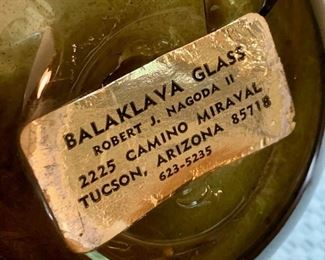 BALAKLAVA GLASS
ROBERT J. NAGODA II
2225 CAMINO MIRAVAL
TUCSON, ARIZONA 85718
623-5235